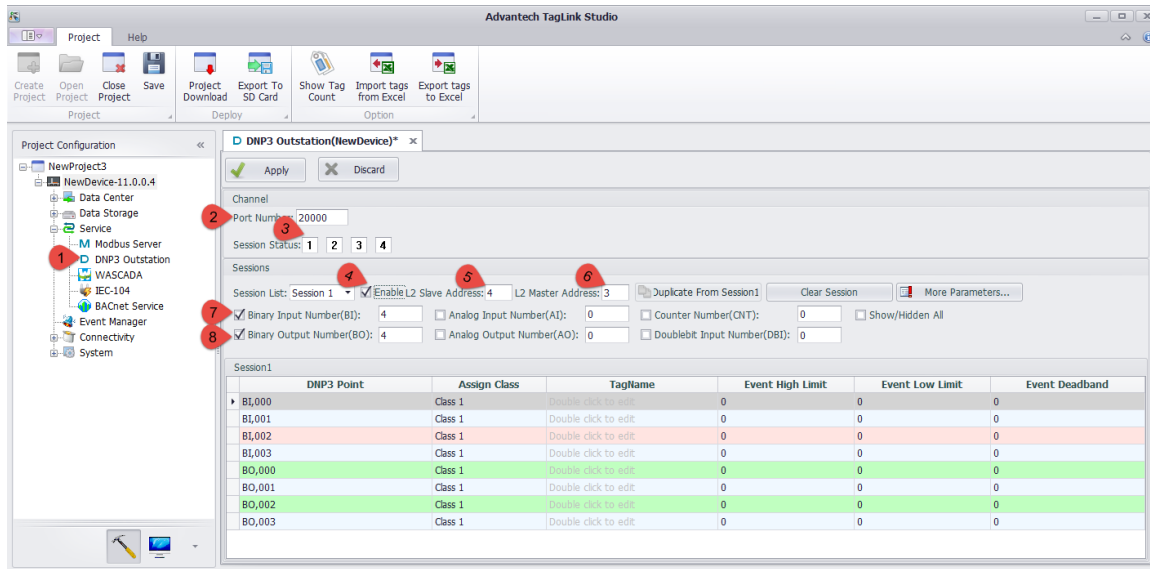 Advantech TagLink Studio
Project Help
Create Project Open Project Close Project Save Project Download Export To SD Card Show Tag Count Import tags from Excel Export tags to Excel
Project Deploy Option
Project Configuration «
NewProject3
NewDevice-11.0.0.4
Data Center
Data Storage
Service
M Modbus Server
1 D DNP3 Outstation
WASCADA
IEC-104
BACnet Service
Event Manager
Connectivity
System
D DNP3 Outstation(NewDevice)* ×
Apply Discard
Channel
2 Port Number: 20000
3
Session Status: 1 2 3 4
Sessions
4 5 6
Session List: Session 1 Enable L2 Slave Address: 4 L2 Master Address: 3 Duplicate From Session1 Clear Session More Parameters...
7 Binary Input Number(BI): 4 Analog Input Number(AI): 0 Counter Number(CNT): 0 Show/Hidden All
8 Binary Output Number(BO): 4 Analog Output Number(AO): 0 Doublebit Input Number(DBI): 0
Session1
DNP3 Point Assign Class TagName Event High Limit Event Low Limit Event Deadband
BI,000 Class 1 Double click to edit 0 0 0
BI,001 Class 1 Double click to edit 0 0 0
BI,002 Class 1 Double click to edit 0 0 0
BI,003 Class 1 Double click to edit 0 0 0
BO,000 Class 1 Double click to edit 0 0 0
BO,001 Class 1 Double click to edit 0 0 0
BO,002 Class 1 Double click to edit 0 0 0
BO,003 Class 1 Double click to edit 0 0 0